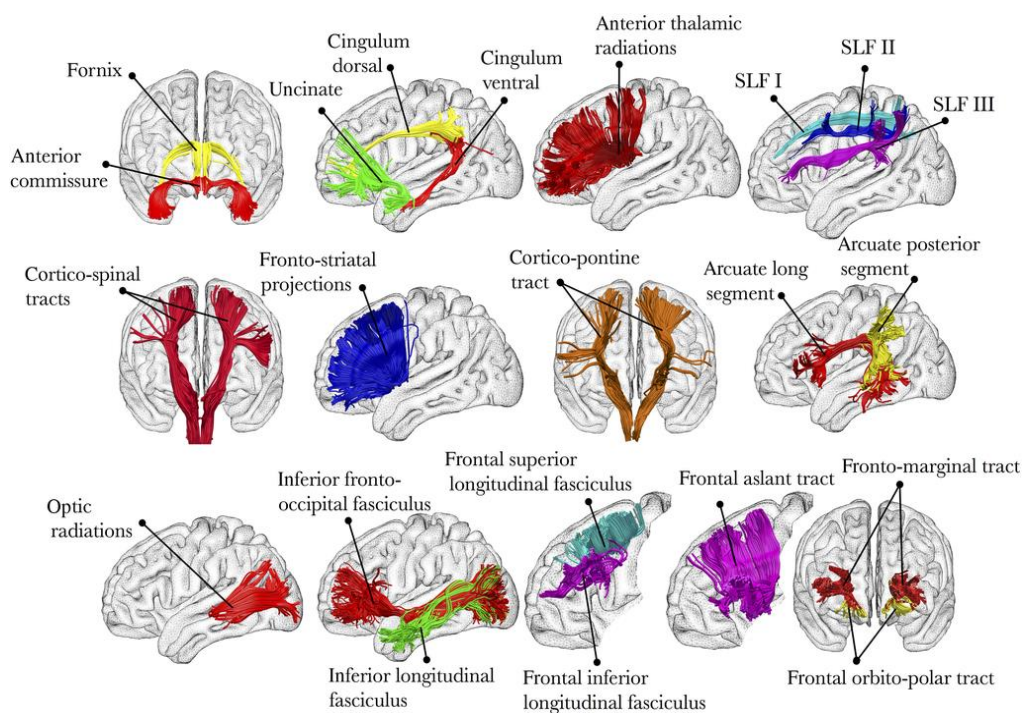 Fornix
Anterior
commissure
Cingulum
dorsal
Uncinate
Cingulum
ventral
Anterior thalamic
radiations
SLF I
SLF II
SLF III
Cortico-spinal
tracts
Fronto-striatal
projections
Cortico-pontine
tract
Arcuate long
segment
Arcuate posterior
segment
Optic
radiations
Inferior fronto-
occipital fasciculus
Inferior longitudinal
fasciculus
Frontal superior
longitudinal fasciculus
Frontal inferior
longitudinal fasciculus
Frontal aslant tract
Fronto-marginal tract
Frontal orbito-polar tract